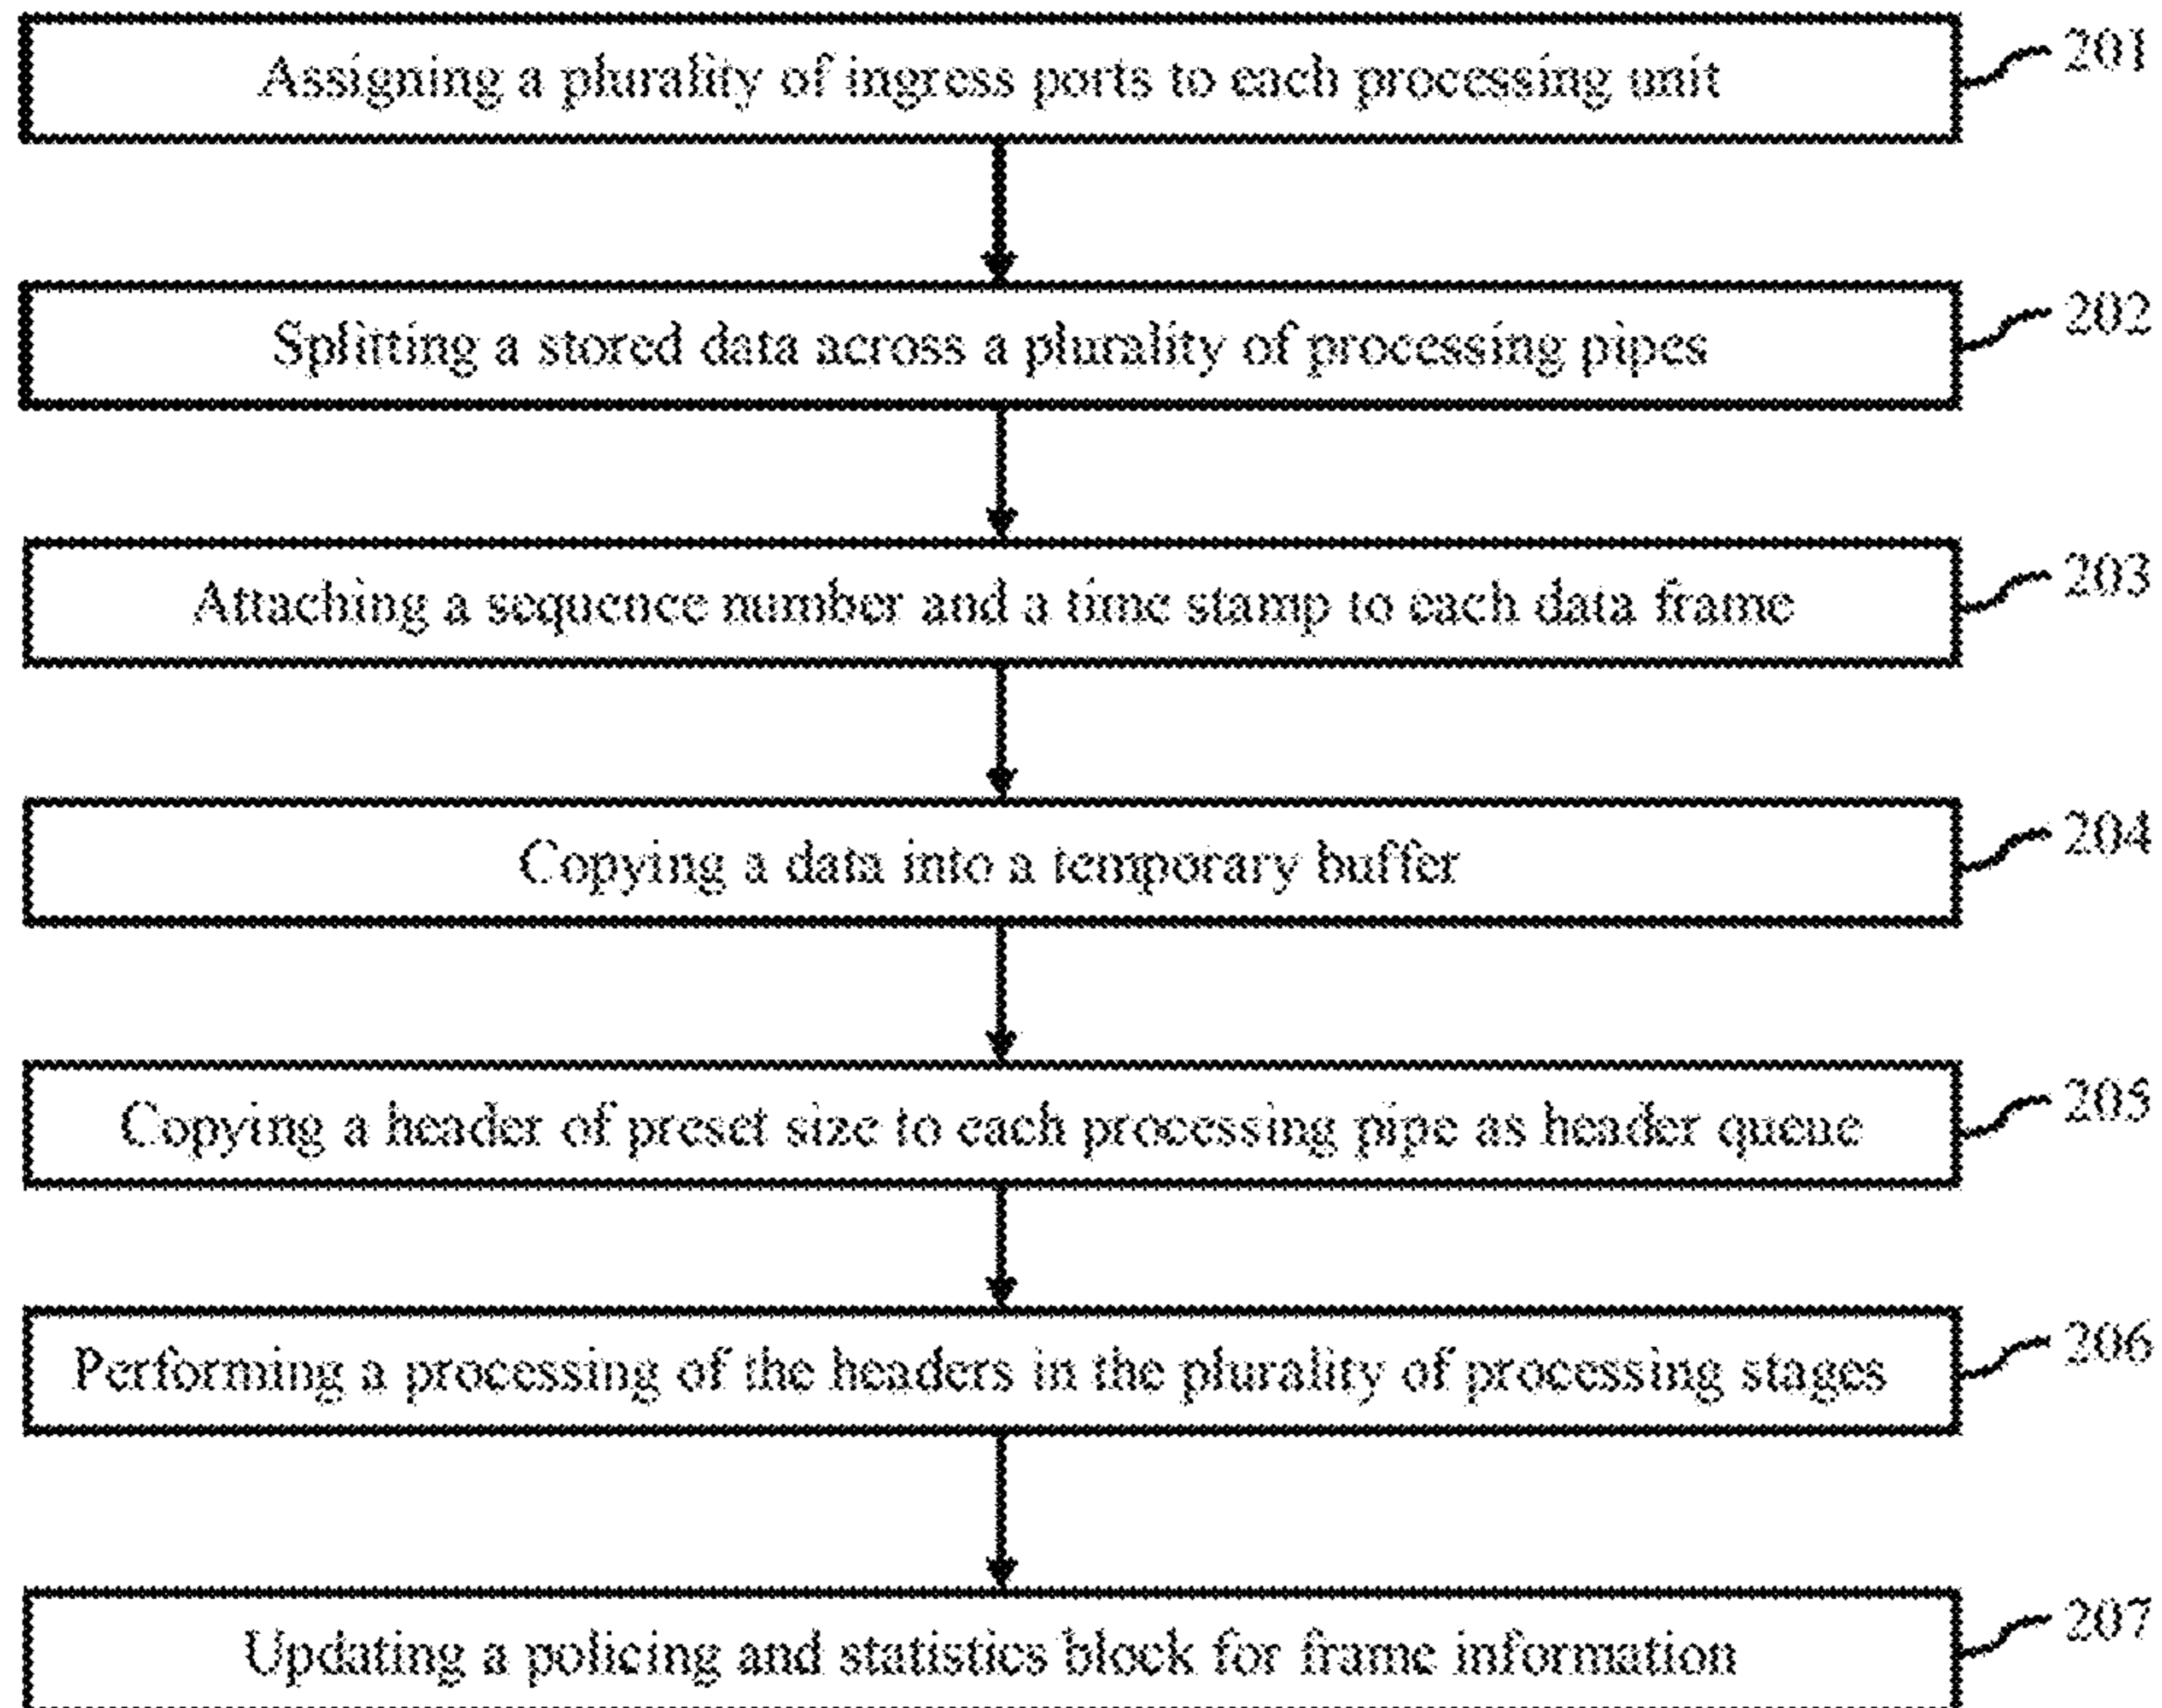 Assigning a plurality of ingress ports to each processing unit 201
Splitting a stored data across a plurality of processing pipes 202
Attaching a sequence number and a time stamp to each data frame 203
Copying a data into a temporary buffer 204
Copying a header of preset size to each processing pipe as header queue 205
Performing a processing of the headers in the plurality of processing stages 206
Updating a policing and statistics block for frame information 207